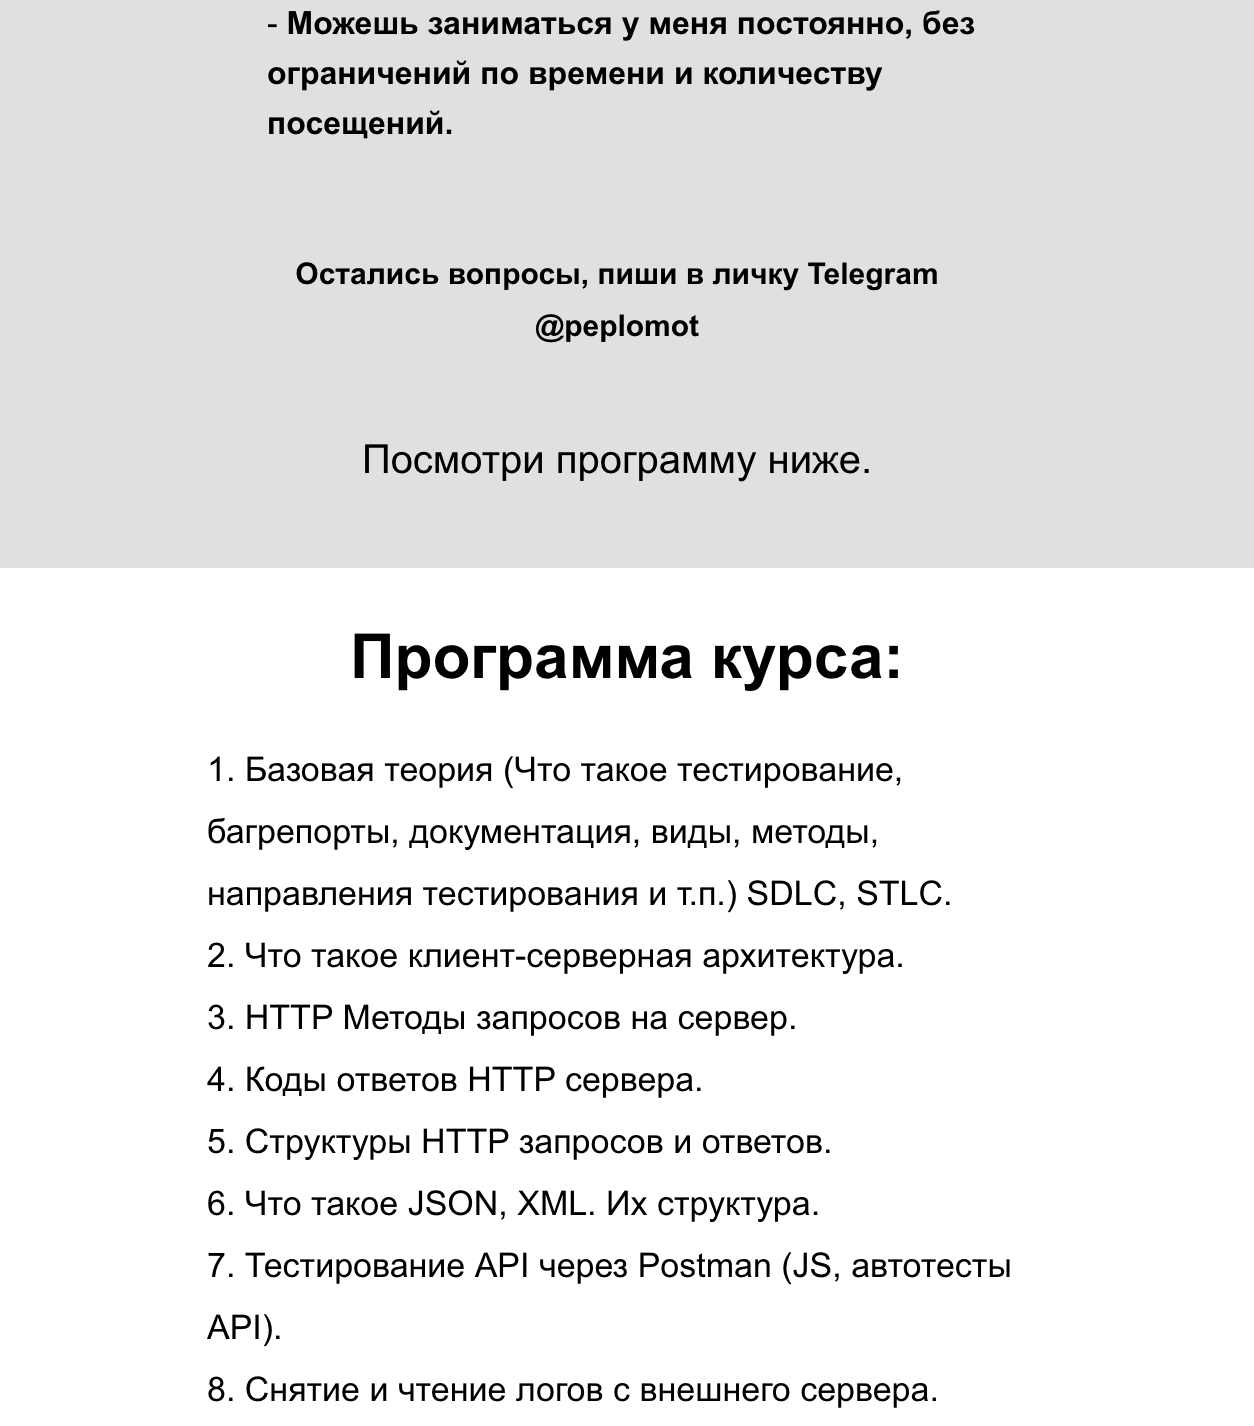 - Можешь заниматься у меня постоянно, без
ограничений по времени и количеству
посещений.
Остались вопросы, пиши в личку Telegram
@peplomot
Посмотри программу ниже.
Программа курса:
1. Базовая теория (Что такое тестирование,
багрепорты, документация, виды, методы,
направления тестирования и т.п.) SDLC, STLC.
2. Что такое клиент-серверная архитектура.
3. HTTP Методы запросов на сервер.
4. Коды ответов HTTP сервера.
5. Структуры HTTP запросов и ответов.
6. Что такое JSON, XML. Их структура.
7. Тестирование API через Postman (JS, автотесты
API).
8. Снятие и чтение логов с внешнего сервера.